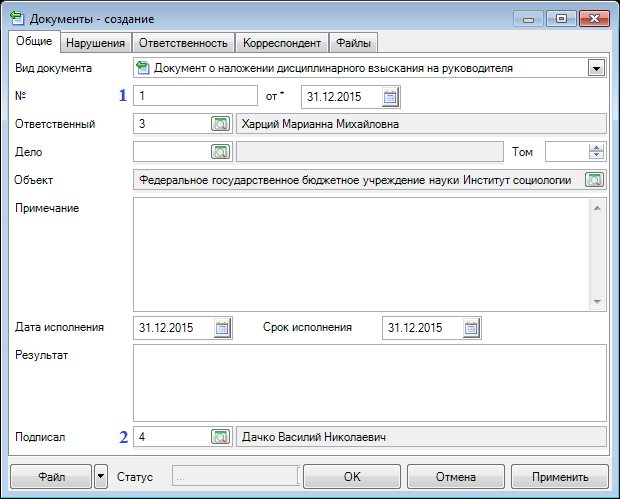 Документы - создание
Общие Нарушения Ответственность Корреспондент Файлы
Вид документа Документ о наложении дисциплинарного взыскания на руководителя
№ 1 1 от * 31.12.2015
Ответственный 3 Харций Марианна Михайловна
Дело Том
Объект Федеральное государственное бюджетное учреждение науки Институт социологии
Примечание
Дата исполнения 31.12.2015 Срок исполнения 31.12.2015
Результат
Подписал 2 4 Дачко Василий Николаевич
Файл Статус ... OK Отмена Применить